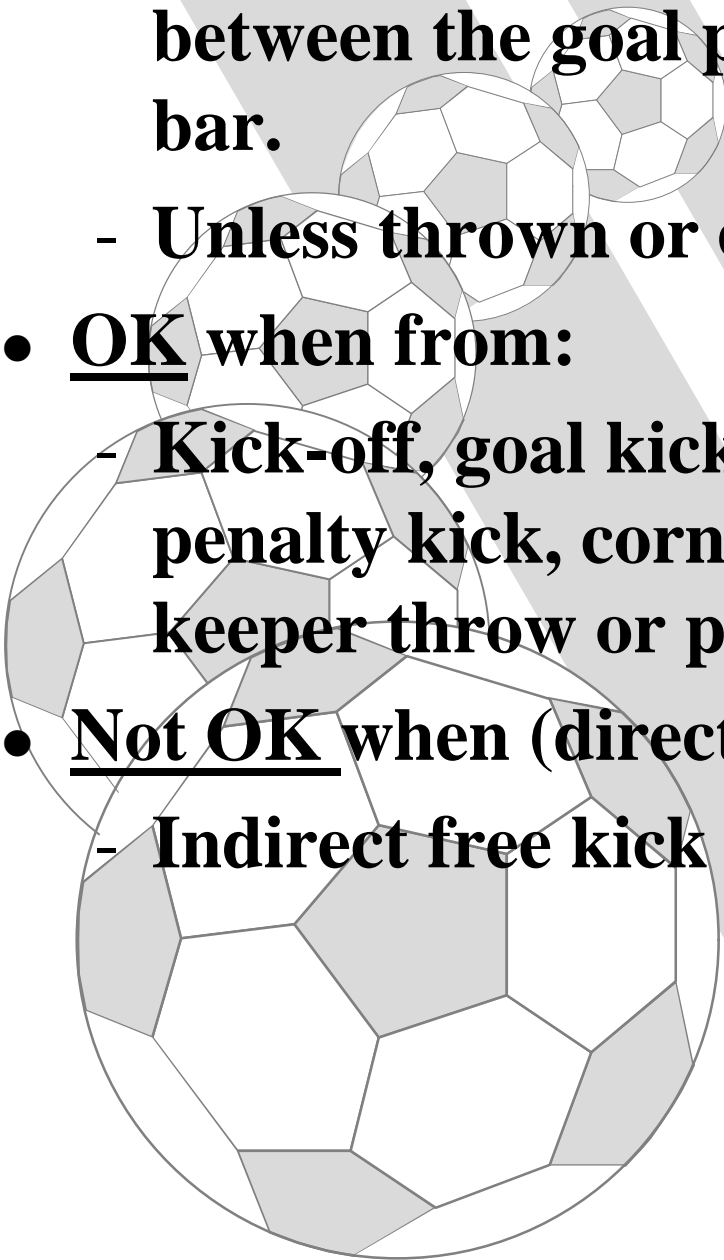 between the goal p
bar.
- Unless thrown or
• OK when from:
- Kick-off, goal kick
penalty kick, corn
keeper throw or p
• Not OK when (direct
- Indirect free kick